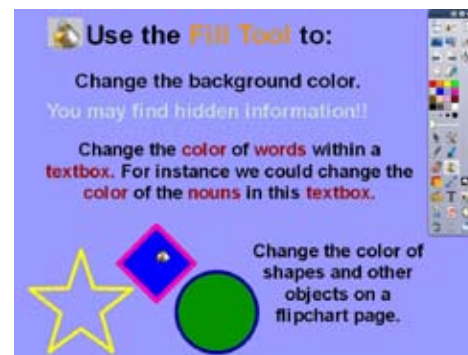 Use the Fill Tool to:
Change the background color.
You may find hidden information!!
Change the color of words within a
textbox. For instance we could change the
color of the nouns in this textbox.
Change the color of
shapes and other
objects on a
flipchart page.